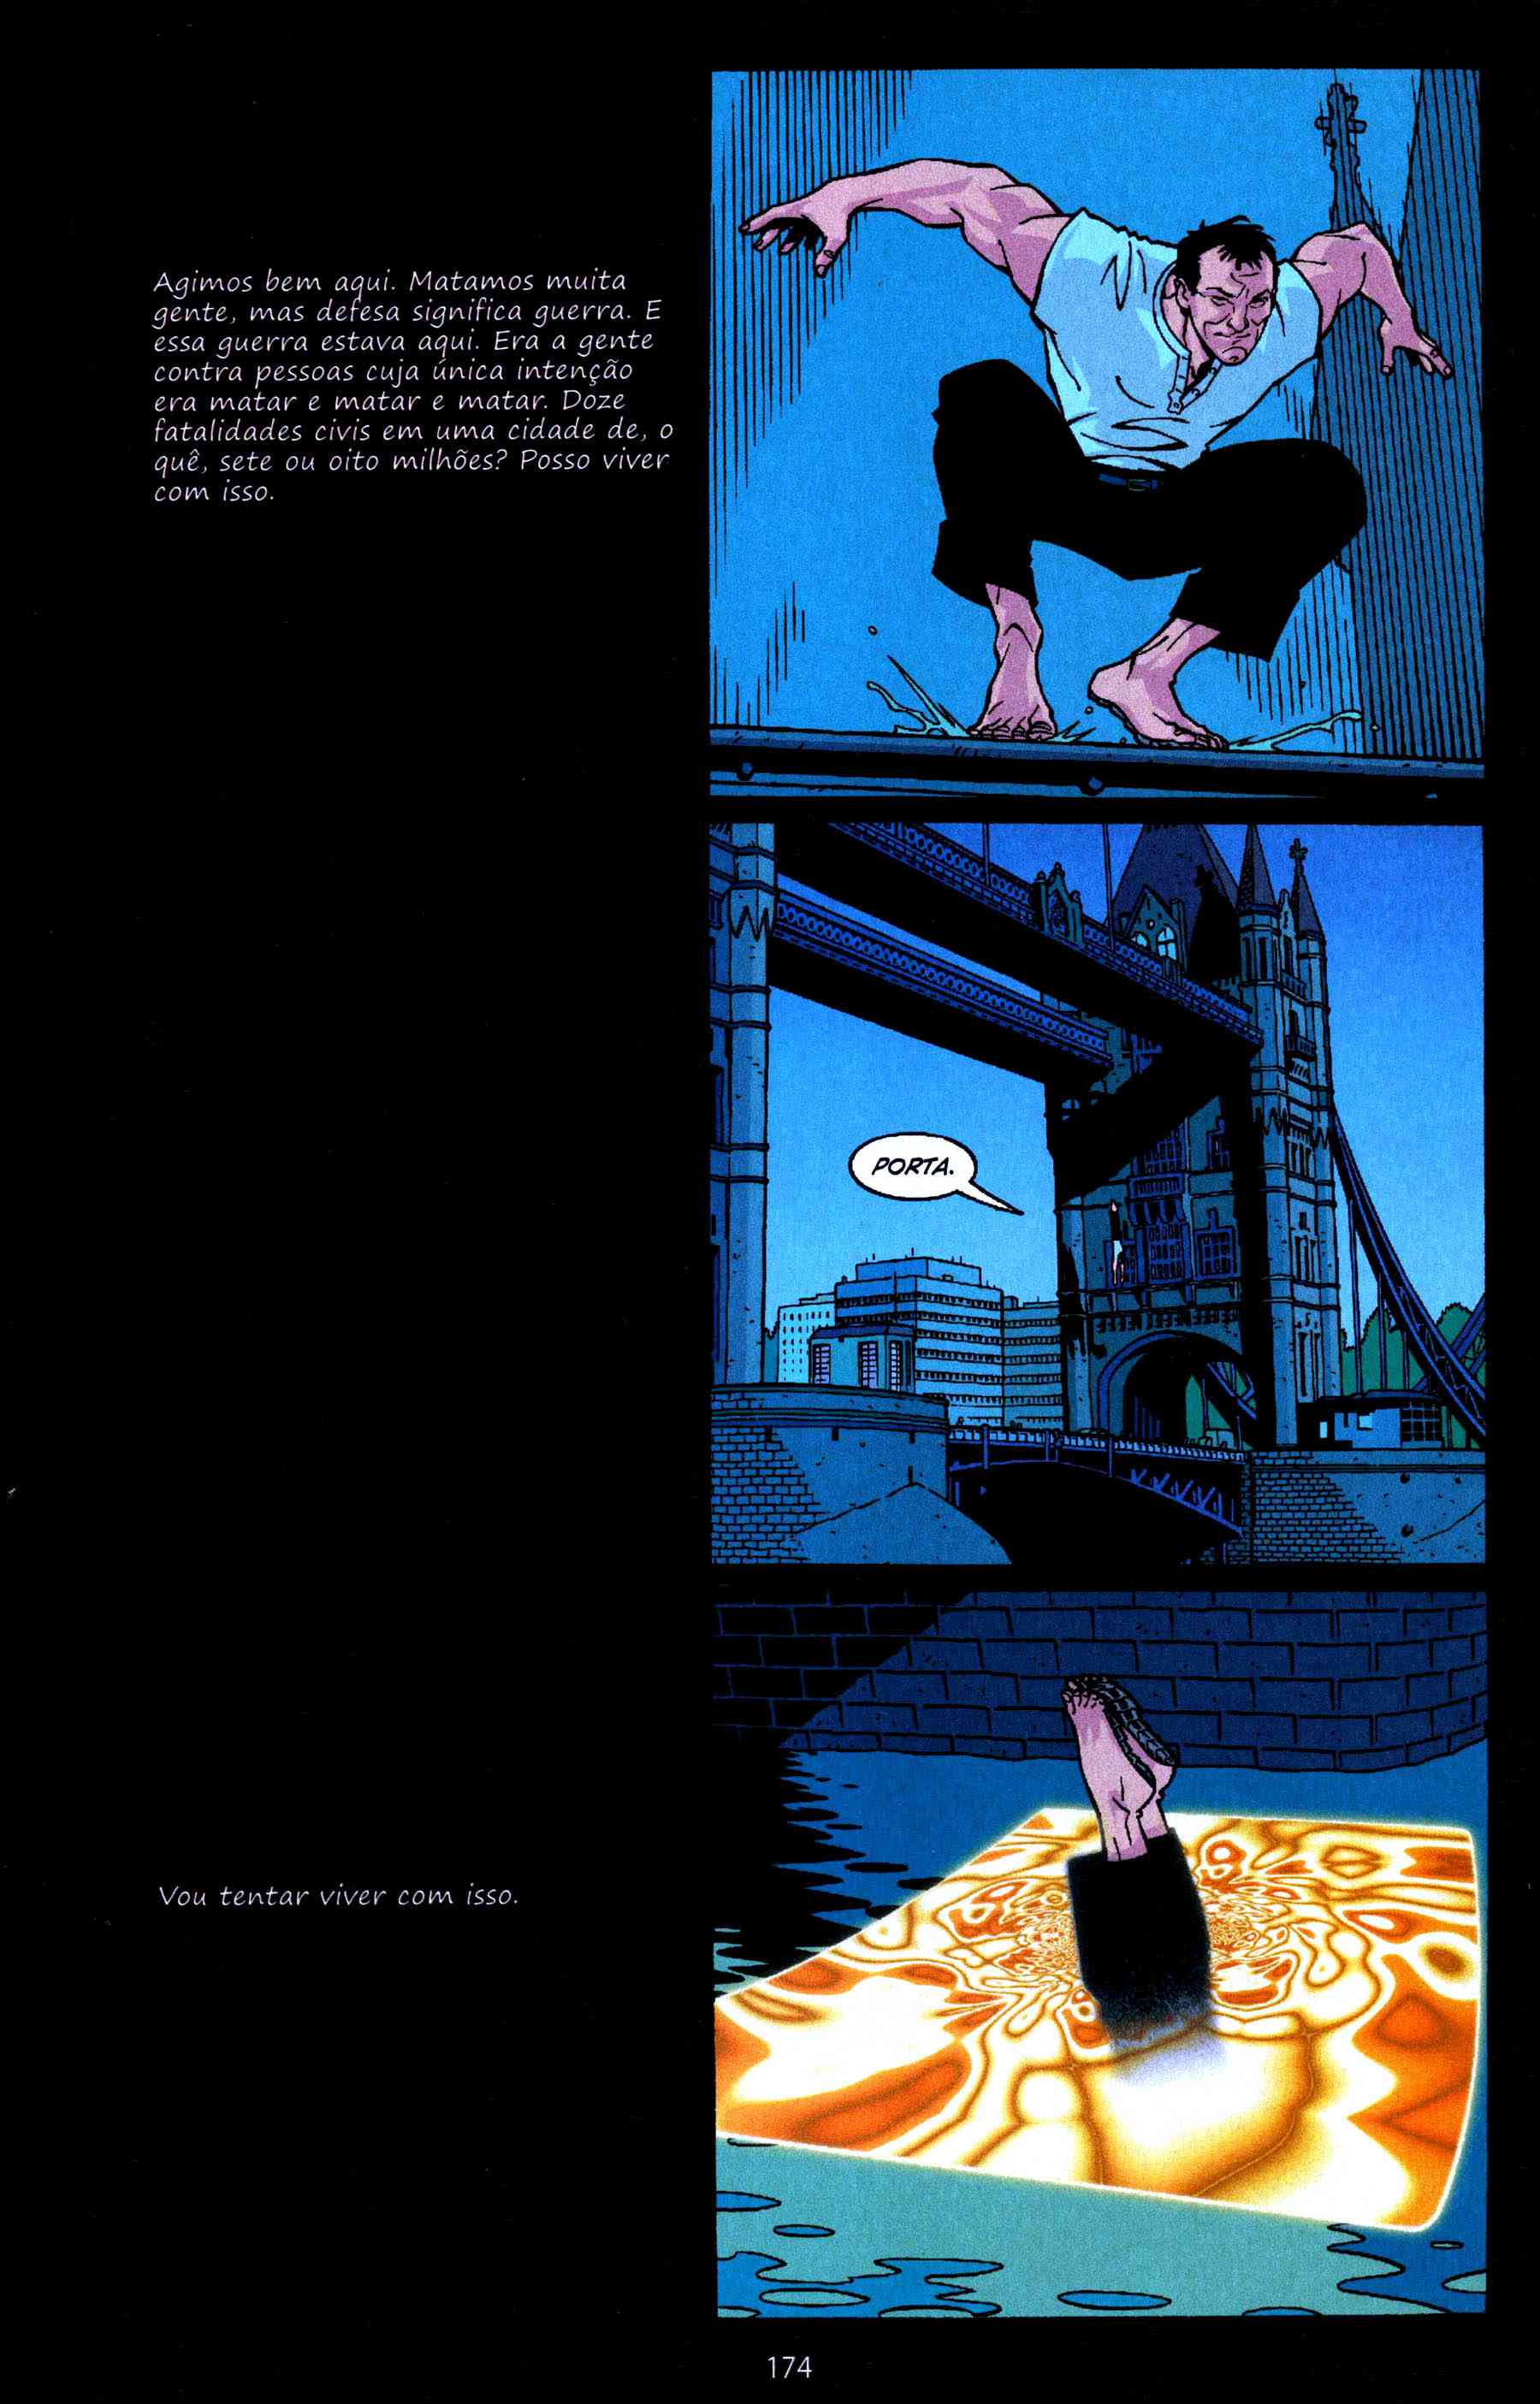 Agimos bem aqui. Matamos muita
gente, mas defesa significa guerra. E
essa guerra estava aqui. Era a gente
contra pessoas cuja única intenção
era matar e matar e matar. Doze
fatalidades civis em uma cidade de, o
quê, sete ou oito milhões? Posso viver
com isso.
PORTA.
Vou tentar viver com isso.
174